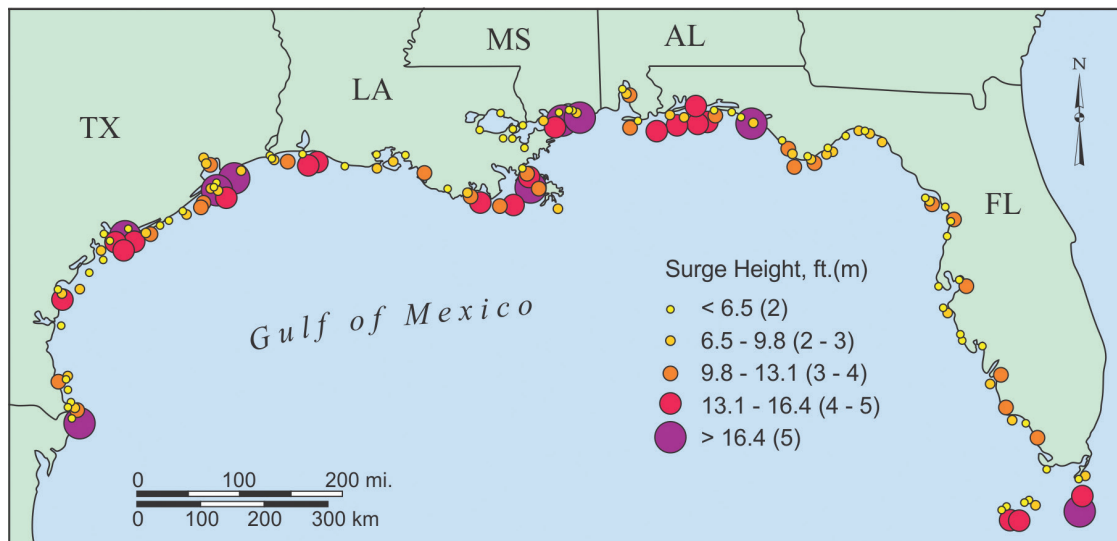 MS
AL
N
LA
TX
FL
Surge Height, ft.(m)
< 6.5 (2)
Gulf of Mexico
6.5 - 9.8 (2 - 3)
9.8 - 13.1 (3 - 4)
13.1 - 16.4 (4 - 5)
> 16.4 (5)
0 100 200 mi.
0 100 200 300 km